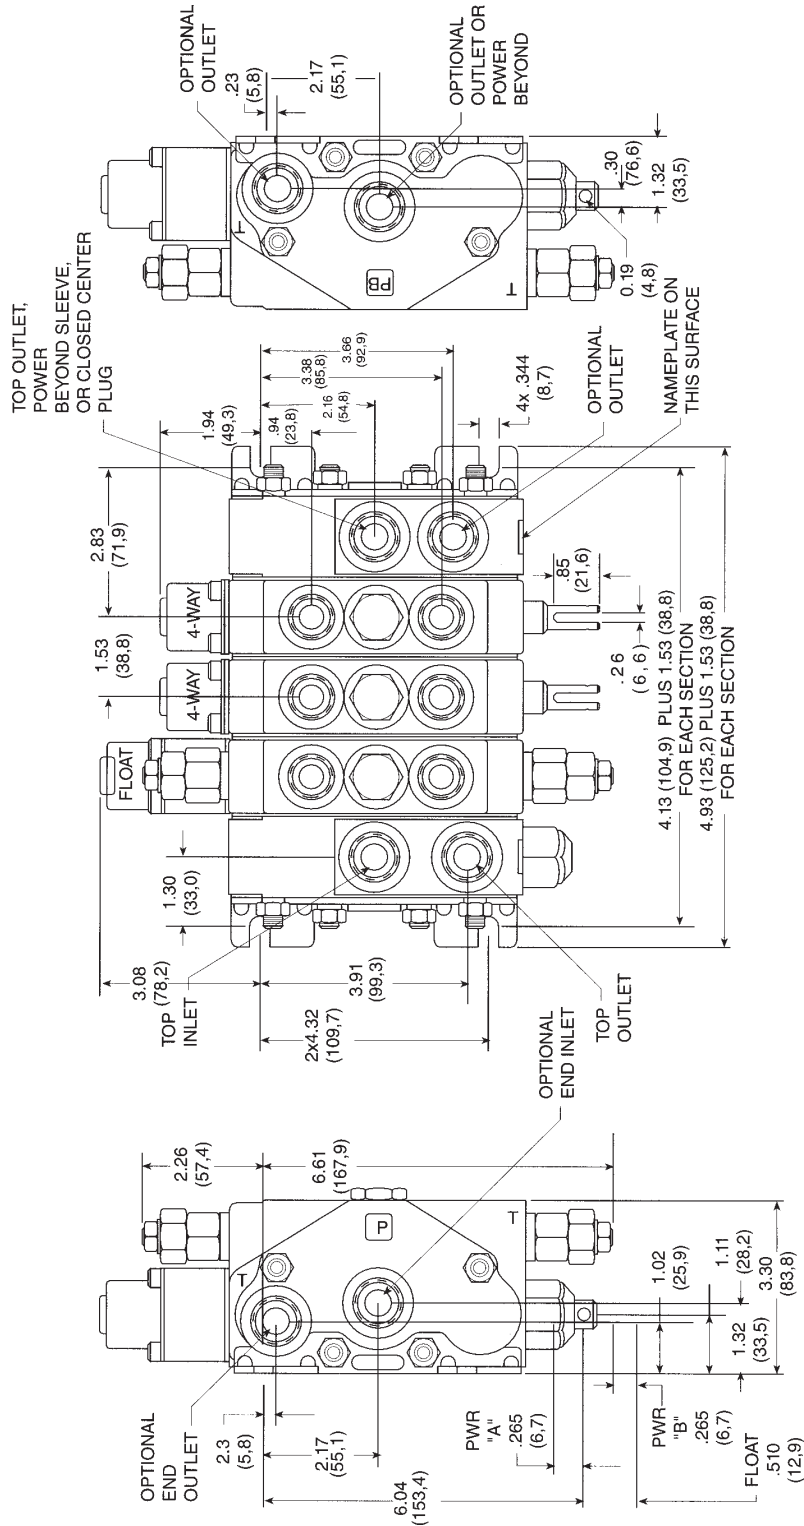 OPTIONAL
OUTLET
.23
(5,8)
2.17
(55,1)
OPTIONAL
OUTLET OR
POWER
BEYOND
T
PB
T
.30
(76,6)
1.32
(33,5)
0.19
(4,8)
TOP OUTLET,
POWER
BEYOND SLEEVE,
OR CLOSED CENTER
PLUG
1.94
(49,3)
.94
(23,8)
2.16
(54,8)
3.38
(85,8)
3.66
(92,9)
4x .344
(8,7)
OPTIONAL
OUTLET
NAMEPLATE ON
THIS SURFACE
2.83
(71,9)
1.53
(38,8)
4-WAY
4-WAY
FLOAT
.85
(21,6)
.26
(6,6)
4.13 (104,9) PLUS 1.53 (38,8)
FOR EACH SECTION
4.93 (125,2) PLUS 1.53 (38,8)
FOR EACH SECTION
1.30
(33,0)
3.08
(78,2)
TOP
INLET
3.91
(99,3)
2x4.32
(109,7)
TOP
OUTLET
OPTIONAL
END INLET
2.26
(57,4)
6.61
(167,9)
T
P
T
OPTIONAL
END
OUTLET
2.3
(5,8)
2.17
(55,1)
6.04
(153,4)
PWR
"A"
.265
(6,7)
PWR
"B"
.265
(6,7)
FLOAT
.510
(12,9)
1.02
(25,9)
1.11
(28,2)
1.32
(33,5)
3.30
(83,8)